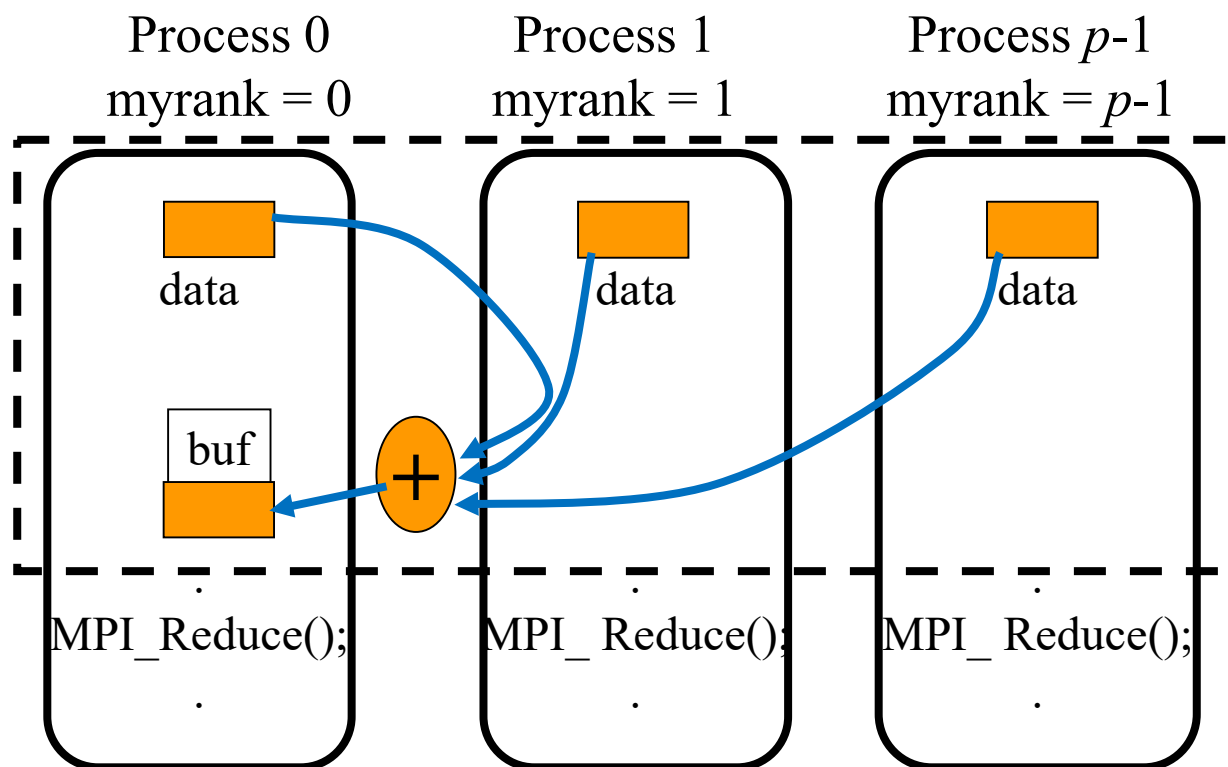 Process 0 Process 1 Process p-1
myrank = 0 myrank = 1 myrank = p-1
data data data
buf
+
. . .
MPI_Reduce(); MPI_ Reduce(); MPI_ Reduce();
. . .